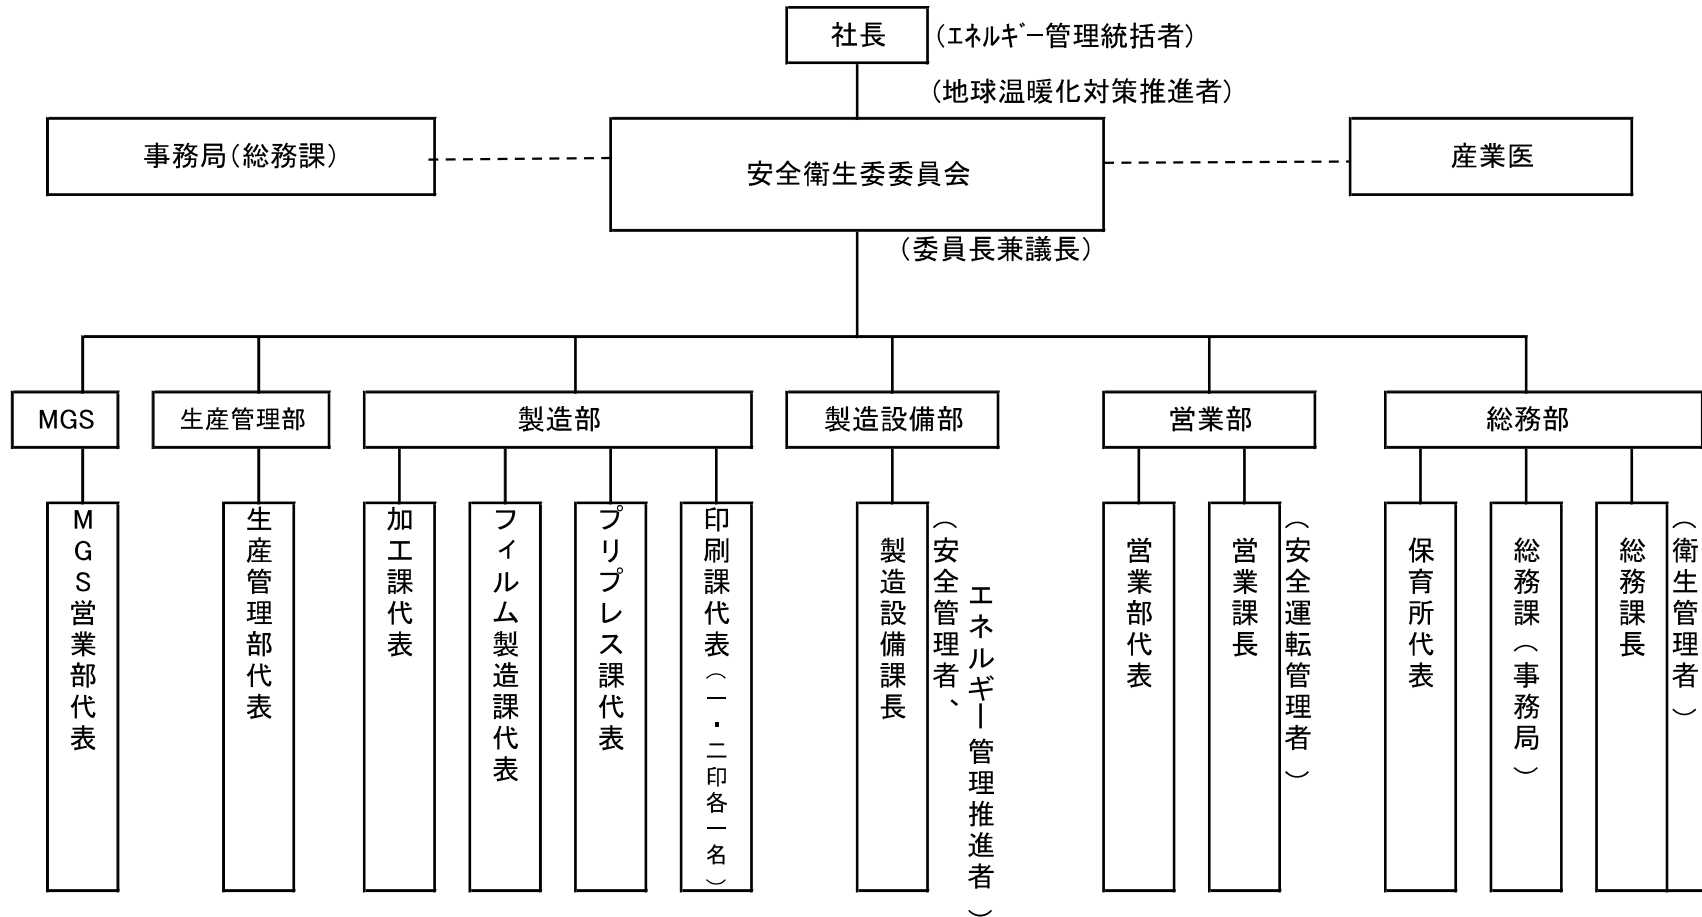 社長
(エネルギー管理統括者)
(地球温暖化対策推進者)
事務局(総務課)
安全衛生委委員会
産業医
(委員長兼議長)
MGS
生産管理部
製造部
製造設備部
営業部
総務部
MGS営業部代表
生産管理部代表
加工課代表
フィルム製造課代表
プリプレス課代表
印刷課代表(一・二印各一名)
製造設備課長
(安全管理者、
エネルギー管理推進者)
営業部代表
営業課長
(安全運転管理者)
保育所代表
総務課(事務局)
総務課長
(衛生管理者)